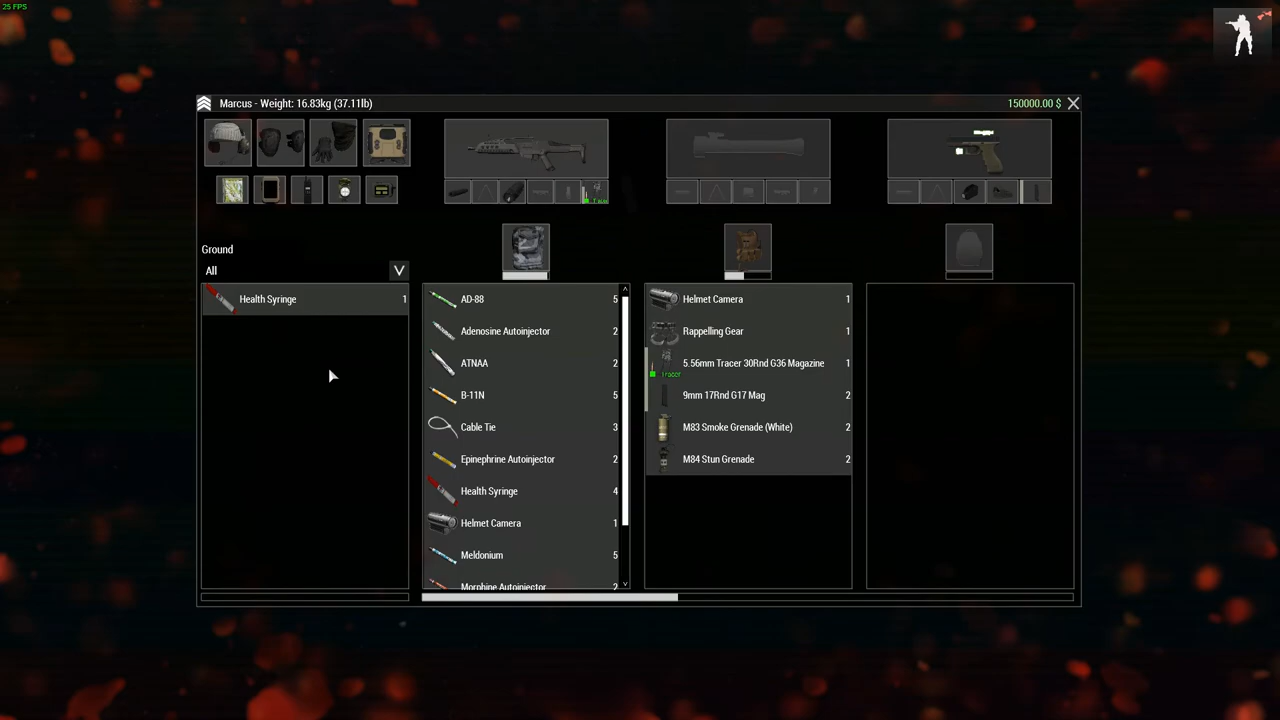 25 FPS
Marcus - Weight: 16.83kg (37.11lb)
150000.00 $
Ground
All
Health Syringe 1
AD-88 5
Adenosine Autoinjector 2
ATNAA 2
B-11N 5
Cable Tie 3
Epinephrine Autoinjector 2
Health Syringe 4
Helmet Camera 1
Meldonium 5
Morphine Autoinjector 2
Helmet Camera 1
Rappelling Gear 1
5.56mm Tracer 30Rnd G36 Magazine 1
Tracer
9mm 17Rnd G17 Mag 2
M83 Smoke Grenade (White) 2
M84 Stun Grenade 2